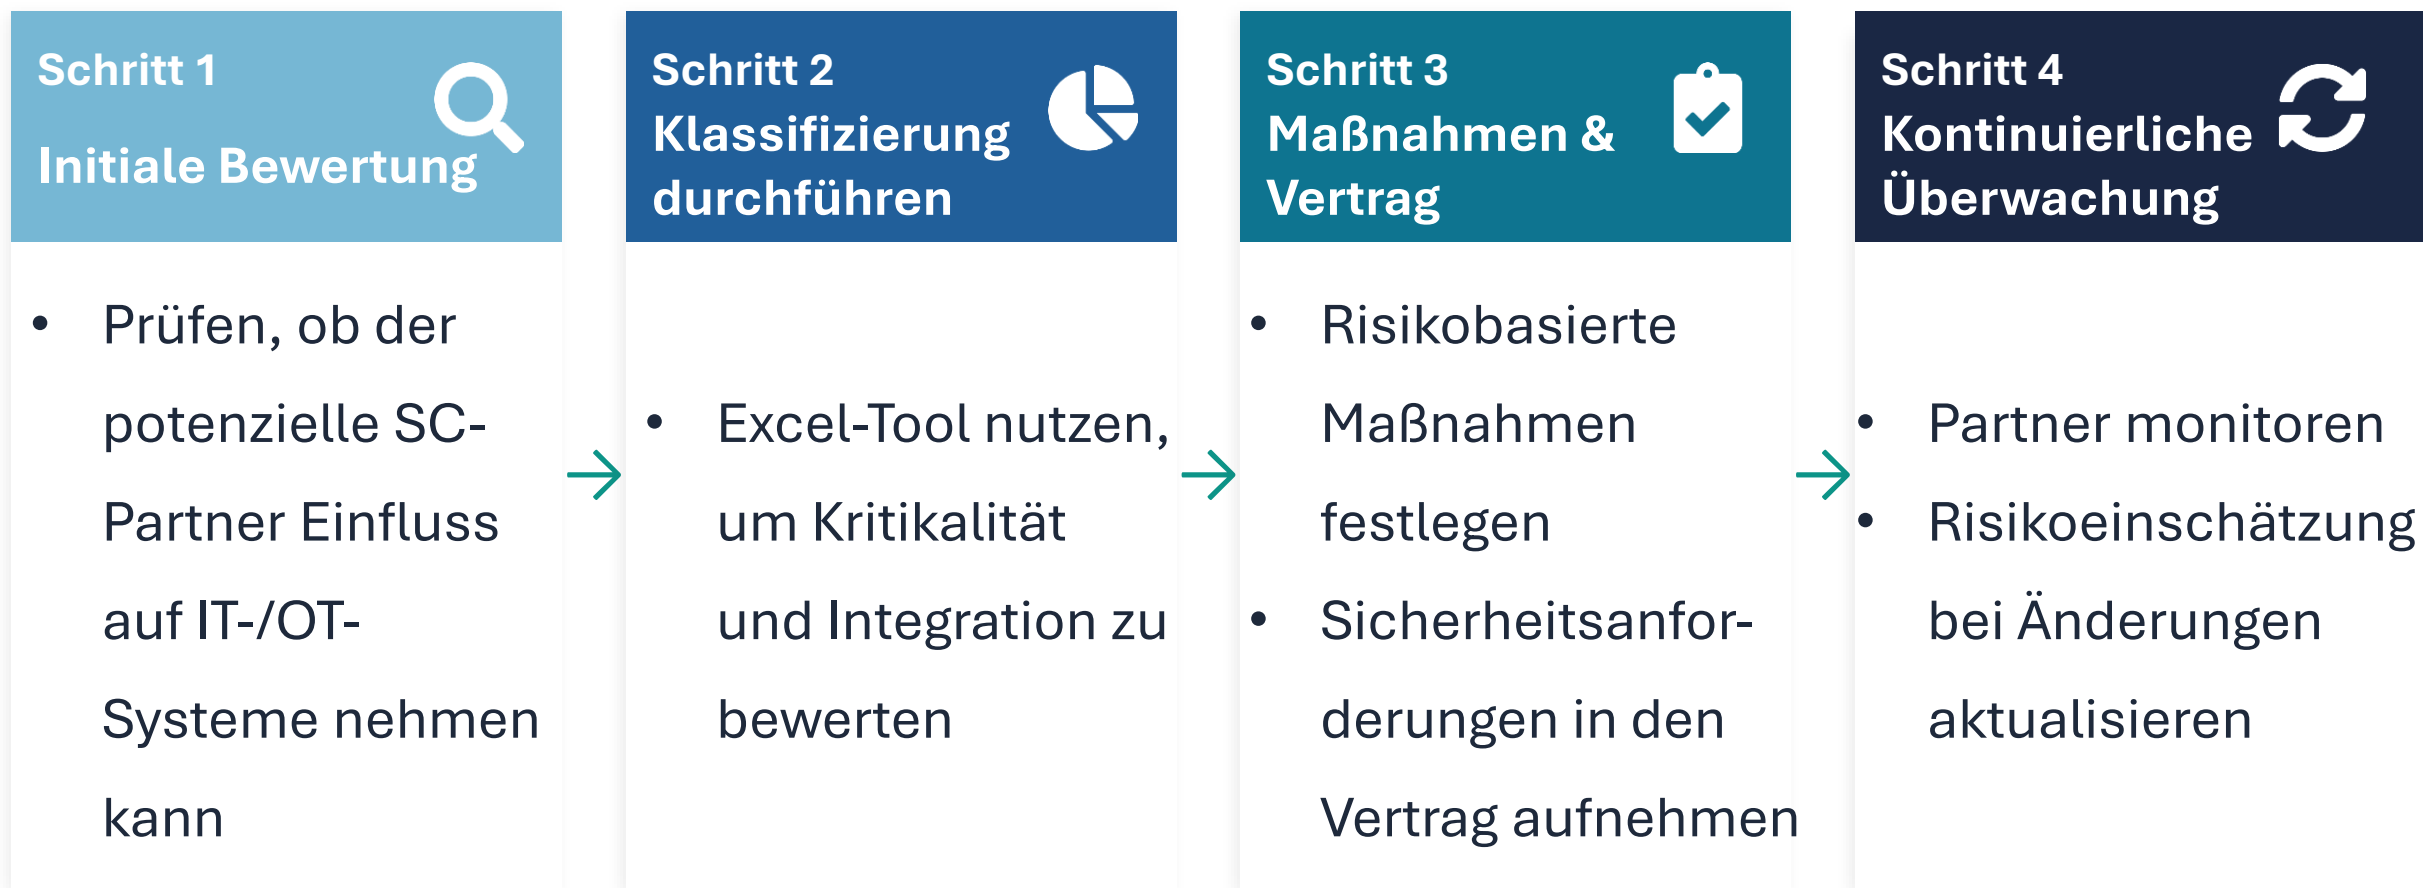 Schritt 1
Initiale Bewertung
• Prüfen, ob der
potenzielle SC-
Partner Einfluss
auf IT-/OT-
Systeme nehmen
kann
Schritt 2
Klassifizierung
durchführen
• Excel-Tool nutzen,
um Kritikalität
und Integration zu
bewerten
Schritt 3
Maßnahmen &
Vertrag
• Risikobasierte
Maßnahmen
festlegen
• Sicherheitsanfor-
derungen in den
Vertrag aufnehmen
Schritt 4
Kontinuierliche
Überwachung
• Partner monitoren
• Risikoeinschätzung
bei Änderungen
aktualisieren